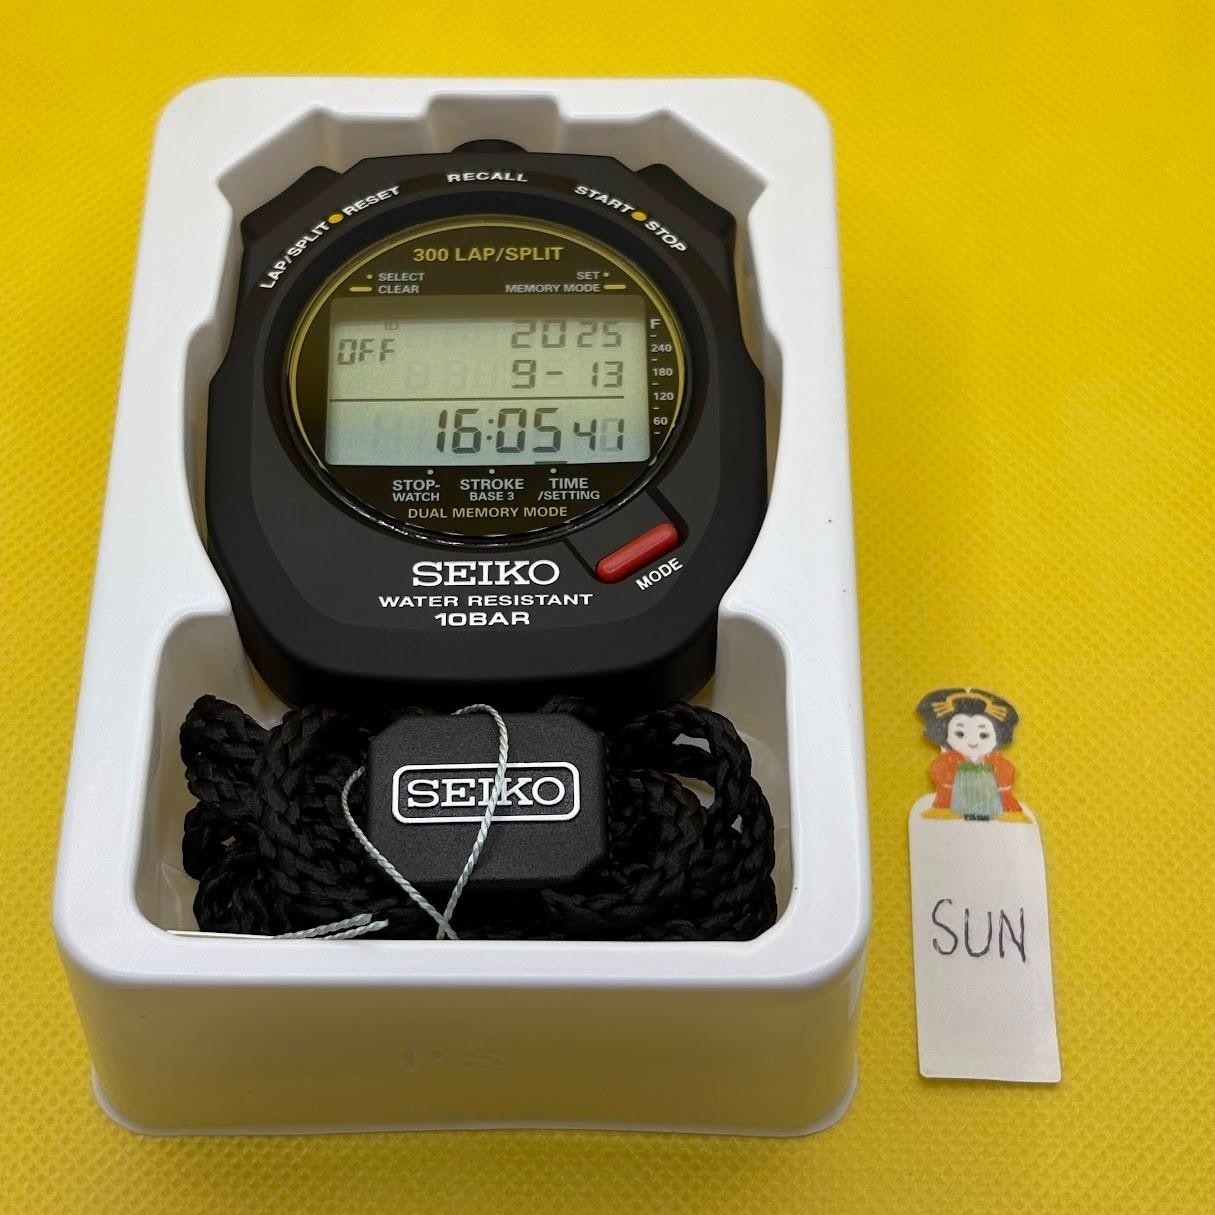 RECALL
LAP/SPLIT RESET
START STOP
300 LAP/SPLIT
SELECT
CLEAR
SET
MEMORY MODE
ID
OFF
2025
9-13
16:05 40
F
240
180
120
60
STOP-
WATCH
STROKE
BASE 3
TIME
/SETTING
DUAL MEMORY MODE
MODE
SEIKO
WATER RESISTANT
10BAR
SEIKO
SUN
PS